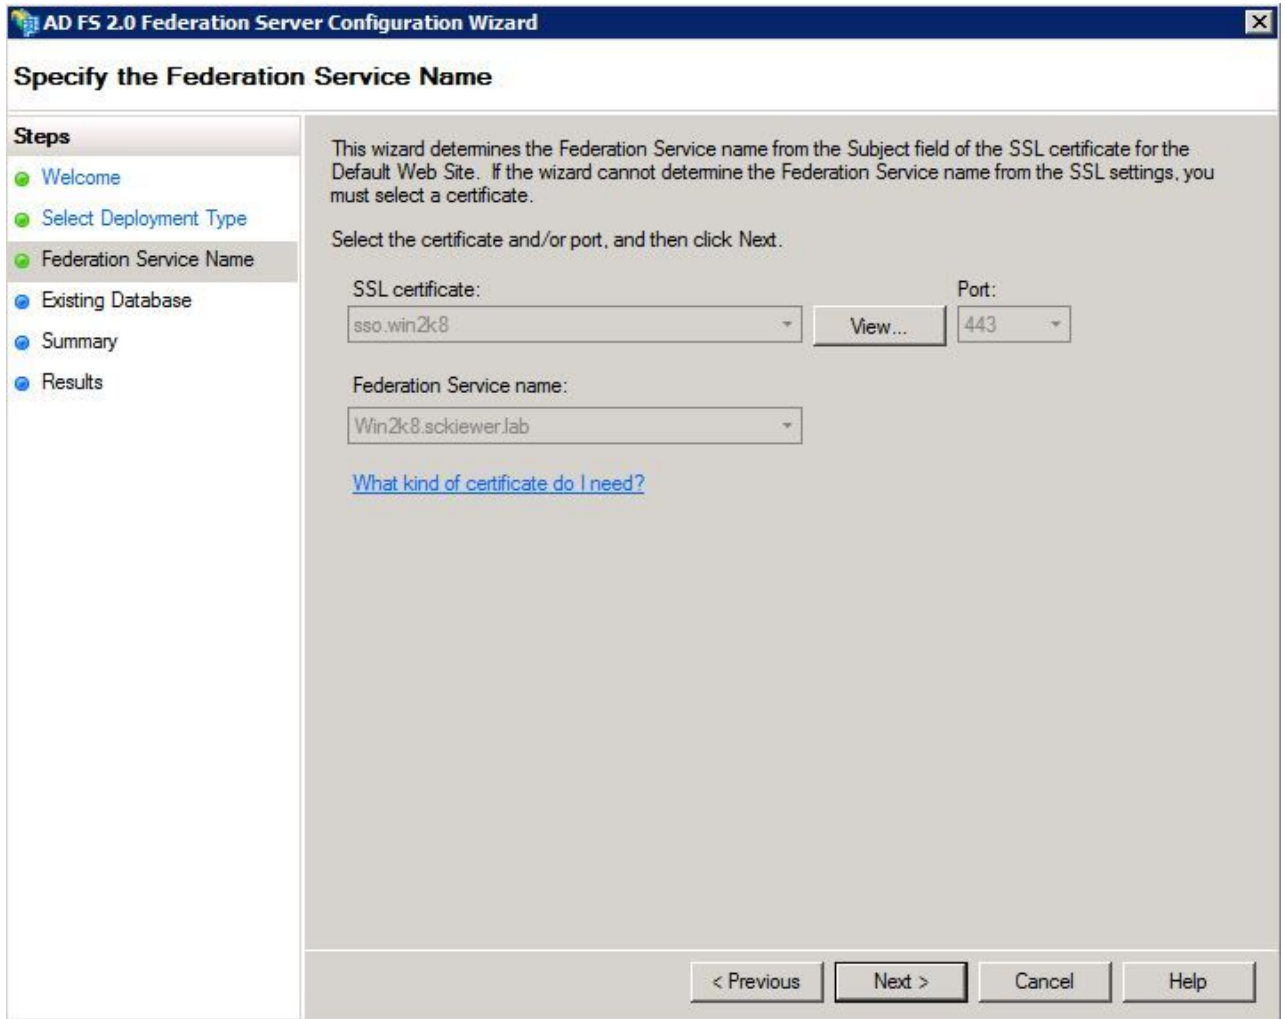 AD FS 2.0 Federation Server Configuration Wizard
Specify the Federation Service Name
Steps
Welcome
Select Deployment Type
Federation Service Name
Existing Database
Summary
Results
This wizard determines the Federation Service name from the Subject field of the SSL certificate for the
Default Web Site.  If the wizard cannot determine the Federation Service name from the SSL settings, you
must select a certificate.
Select the certificate and/or port, and then click Next.
SSL certificate:
Port:
sso.win2k8
View...
443
Federation Service name:
Win2k8.sckiewer.lab
What kind of certificate do I need?
< Previous
Next >
Cancel
Help